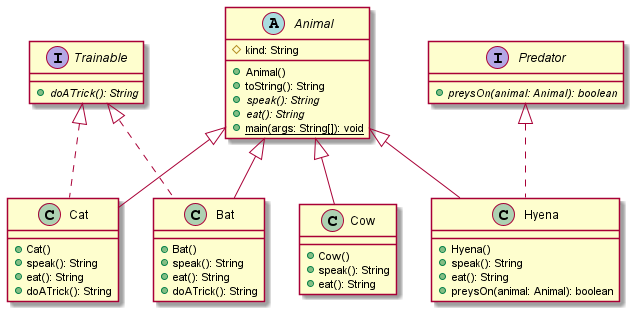 A Animal
kind: String
Animal()
toString(): String
speak(): String
eat(): String
main(args: String[]): void
I Trainable
doATrick(): String
I Predator
preysOn(animal: Animal): boolean
C Cat
Cat()
speak(): String
eat(): String
doATrick(): String
C Bat
Bat()
speak(): String
eat(): String
doATrick(): String
C Cow
Cow()
speak(): String
eat(): String
C Hyena
Hyena()
speak(): String
eat(): String
preysOn(animal: Animal): boolean